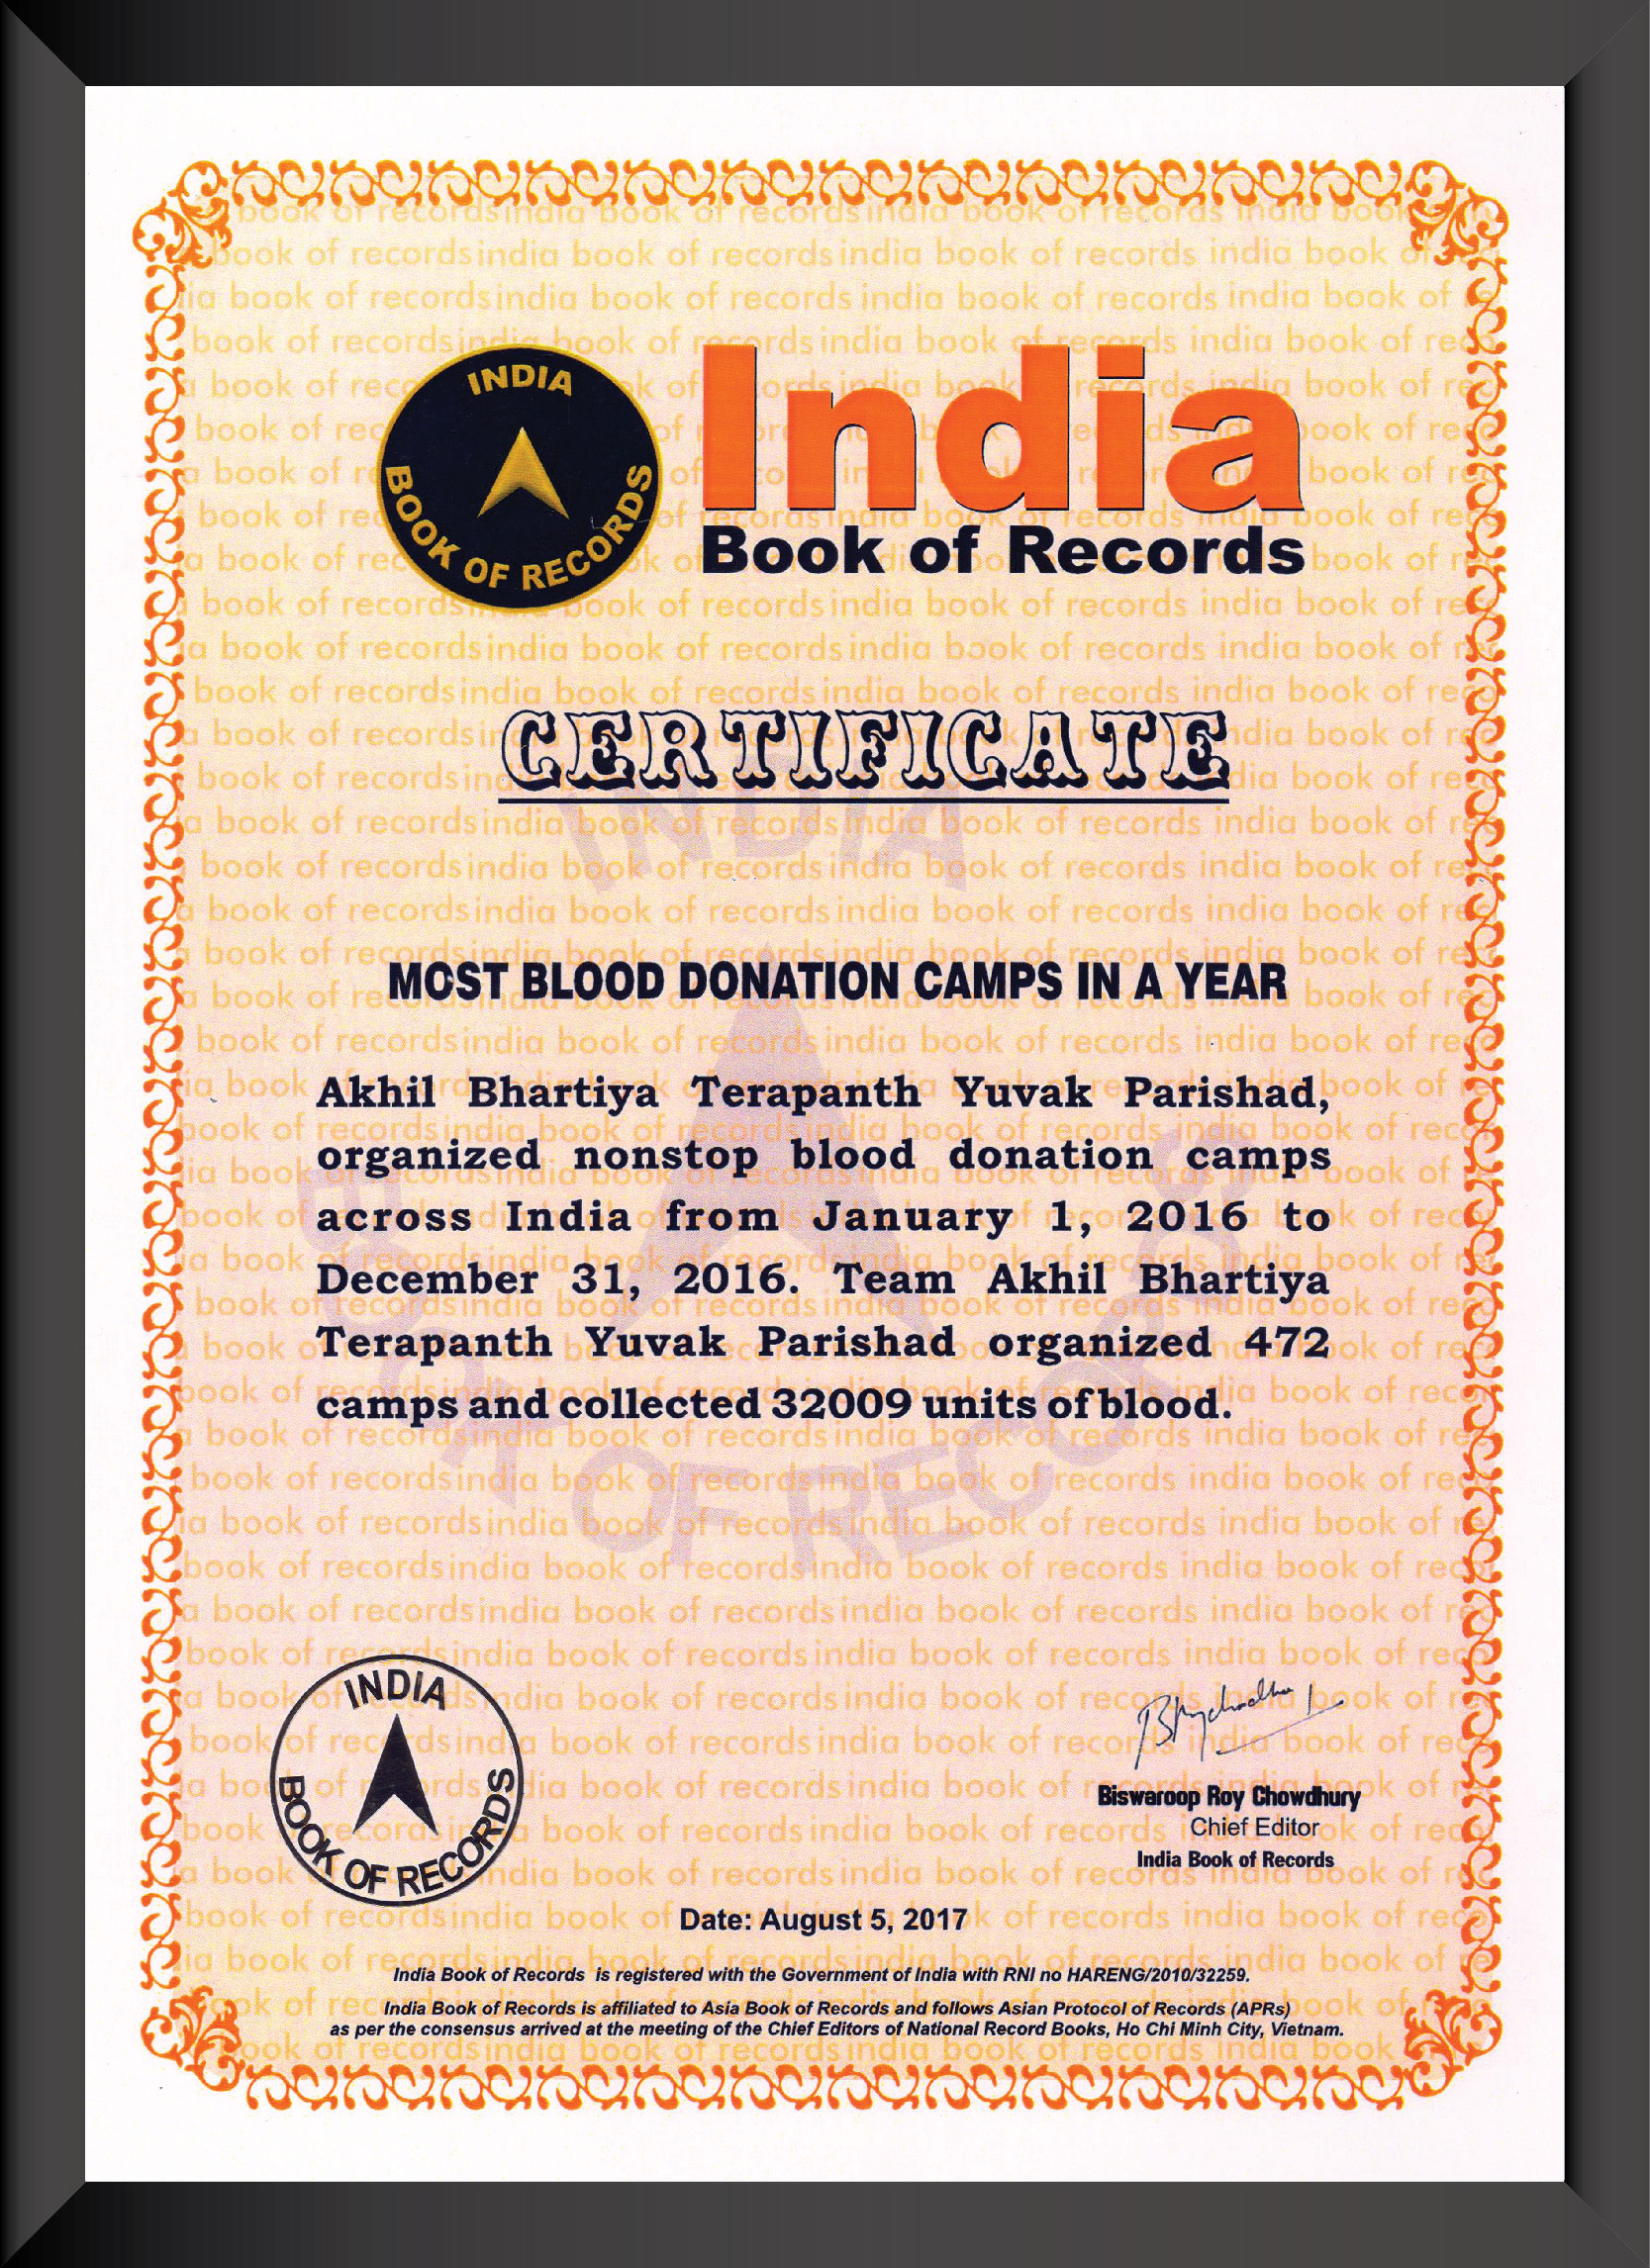 INDIA
BOOK OF RECORDS
India
Book of Records
CERTIFICATE
MOST BLOOD DONATION CAMPS IN A YEAR
Akhil Bhartiya Terapanth Yuvak Parishad,
organized nonstop blood donation camps
across India from January 1, 2016 to
December 31, 2016. Team Akhil Bhartiya
Terapanth Yuvak Parishad organized 472
camps and collected 32009 units of blood.
INDIA
BOOK OF RECORDS
Biswaroop Roy Chowdhury
Chief Editor
India Book of Records
Date: August 5, 2017
India Book of Records is registered with the Government of India with RNI no HARENG/2010/32259.
India Book of Records is affiliated to Asia Book of Records and follows Asian Protocol of Records (APRs)
as per the consensus arrived at the meeting of the Chief Editors of National Record Books, Ho Chi Minh City, Vietnam.